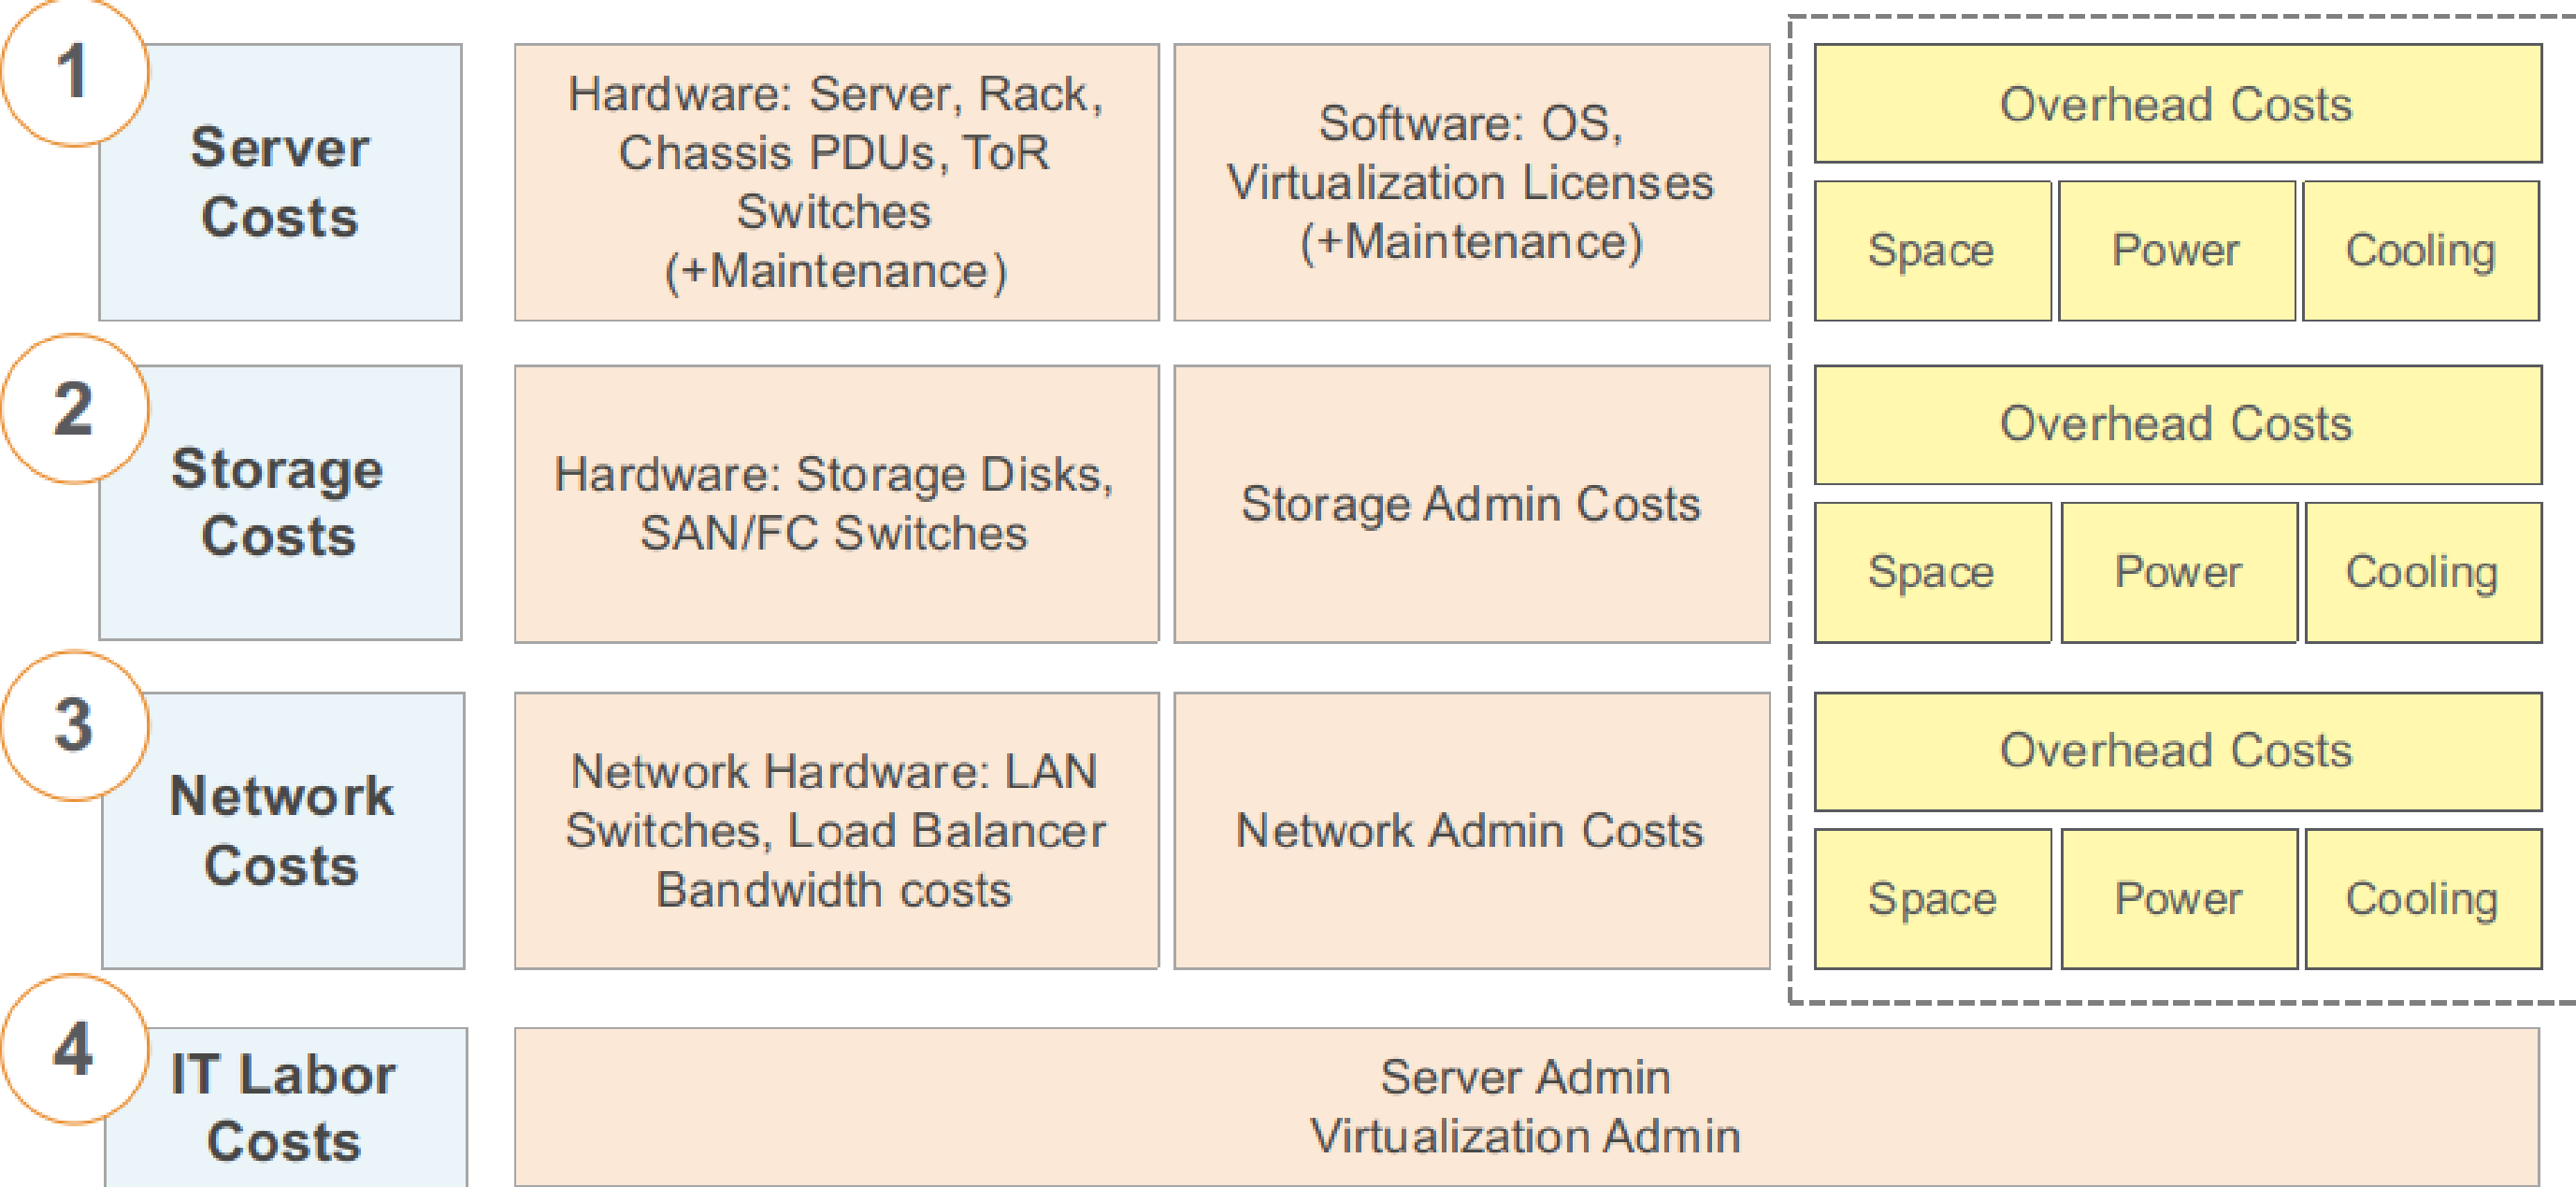 1
Server
Costs
Hardware: Server, Rack,
Chassis PDUs, ToR
Switches
(+Maintenance)
Software: OS,
Virtualization Licenses
(+Maintenance)
Overhead Costs
Space
Power
Cooling
2
Storage
Costs
Hardware: Storage Disks,
SAN/FC Switches
Storage Admin Costs
Overhead Costs
Space
Power
Cooling
3
Network
Costs
Network Hardware: LAN
Switches, Load Balancer
Bandwidth costs
Network Admin Costs
Overhead Costs
Space
Power
Cooling
4
IT Labor
Costs
Server Admin
Virtualization Admin